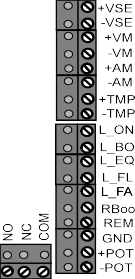 +VSE
-VSE
+VM
-VM
+AM
-AM
+TMP
-TMP
L_ON
L_BO
L_EQ
L_FL
L_FA
RBoo
REM
GND
+POT
-POT
NO
NC
COM